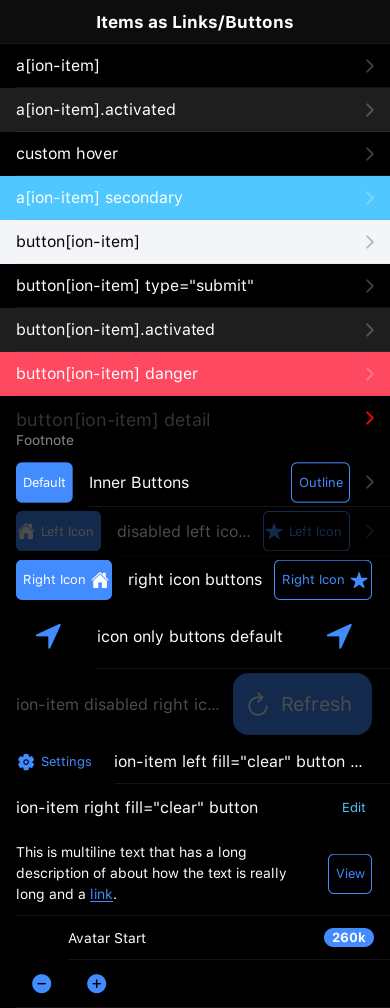 Items as Links/Buttons
a[ion-item]
a[ion-item].activated
custom hover
a[ion-item] secondary
button[ion-item]
button[ion-item] type="submit"
button[ion-item].activated
button[ion-item] danger
button[ion-item] detail
Footnote
Default Inner Buttons Outline
Left Icon disabled left ico... Left Icon
Right Icon right icon buttons Right Icon
icon only buttons default
ion-item disabled right ic... Refresh
Settings ion-item left fill="clear" button ...
ion-item right fill="clear" button Edit
This is multiline text that has a long
description of about how the text is really
long and a link.
View
Avatar Start 260k